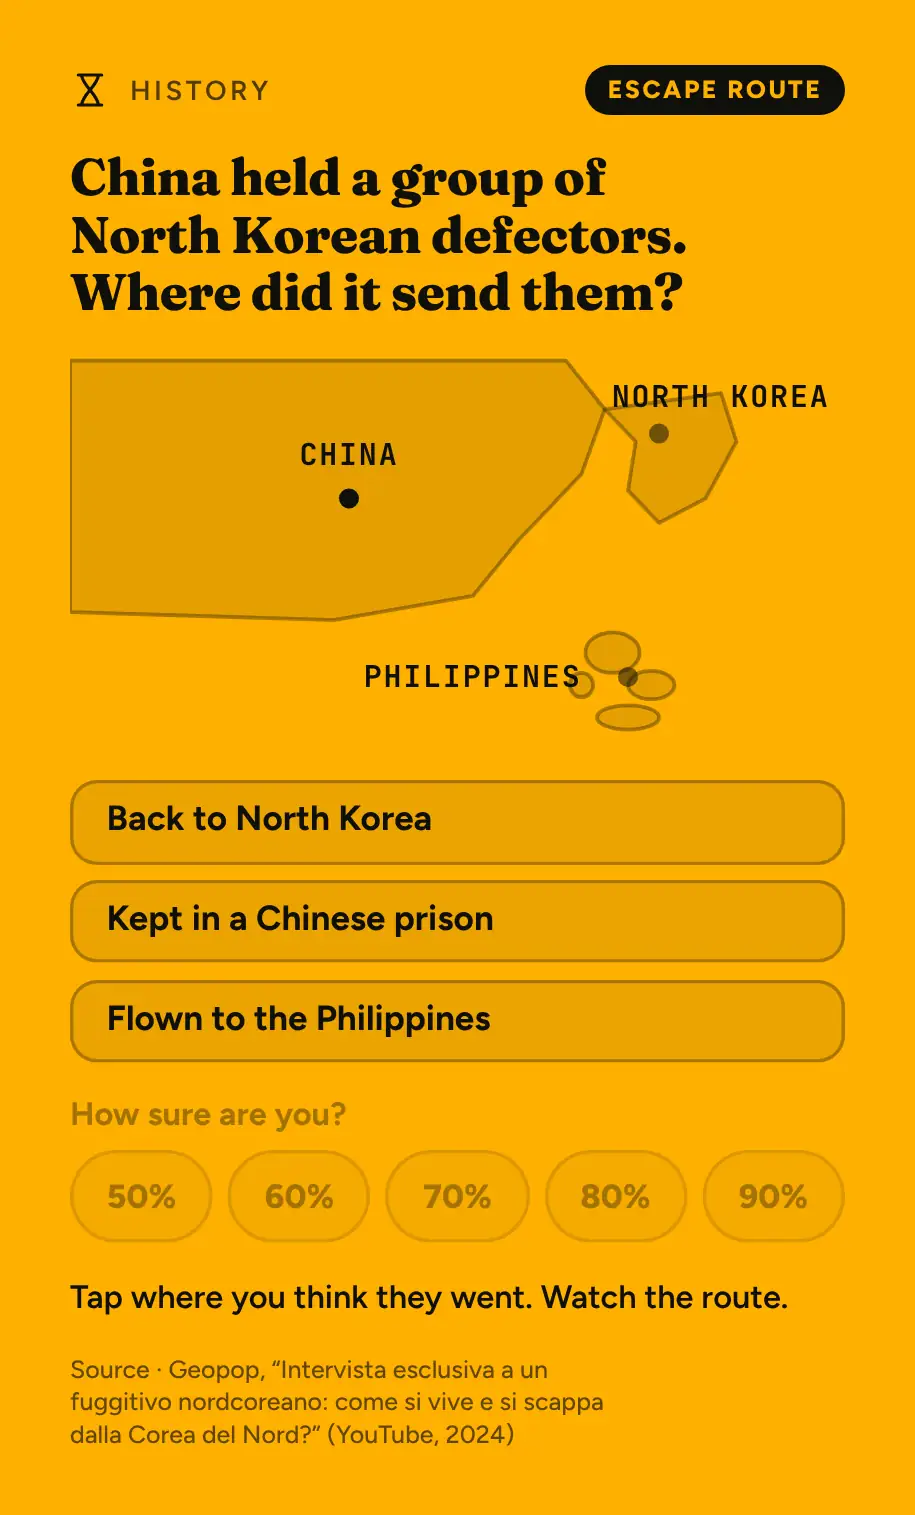 HISTORY
ESCAPE ROUTE
China held a group of
North Korean defectors.
Where did it send them?
NORTH KOREA
CHINA
PHILIPPINES
Back to North Korea
Kept in a Chinese prison
Flown to the Philippines
How sure are you?
50% 60% 70% 80% 90%
Tap where you think they went. Watch the route.
Source · Geopop, “Intervista esclusiva a un
fuggitivo nordcoreano: come si vive e si scappa
dalla Corea del Nord?” (YouTube, 2024)